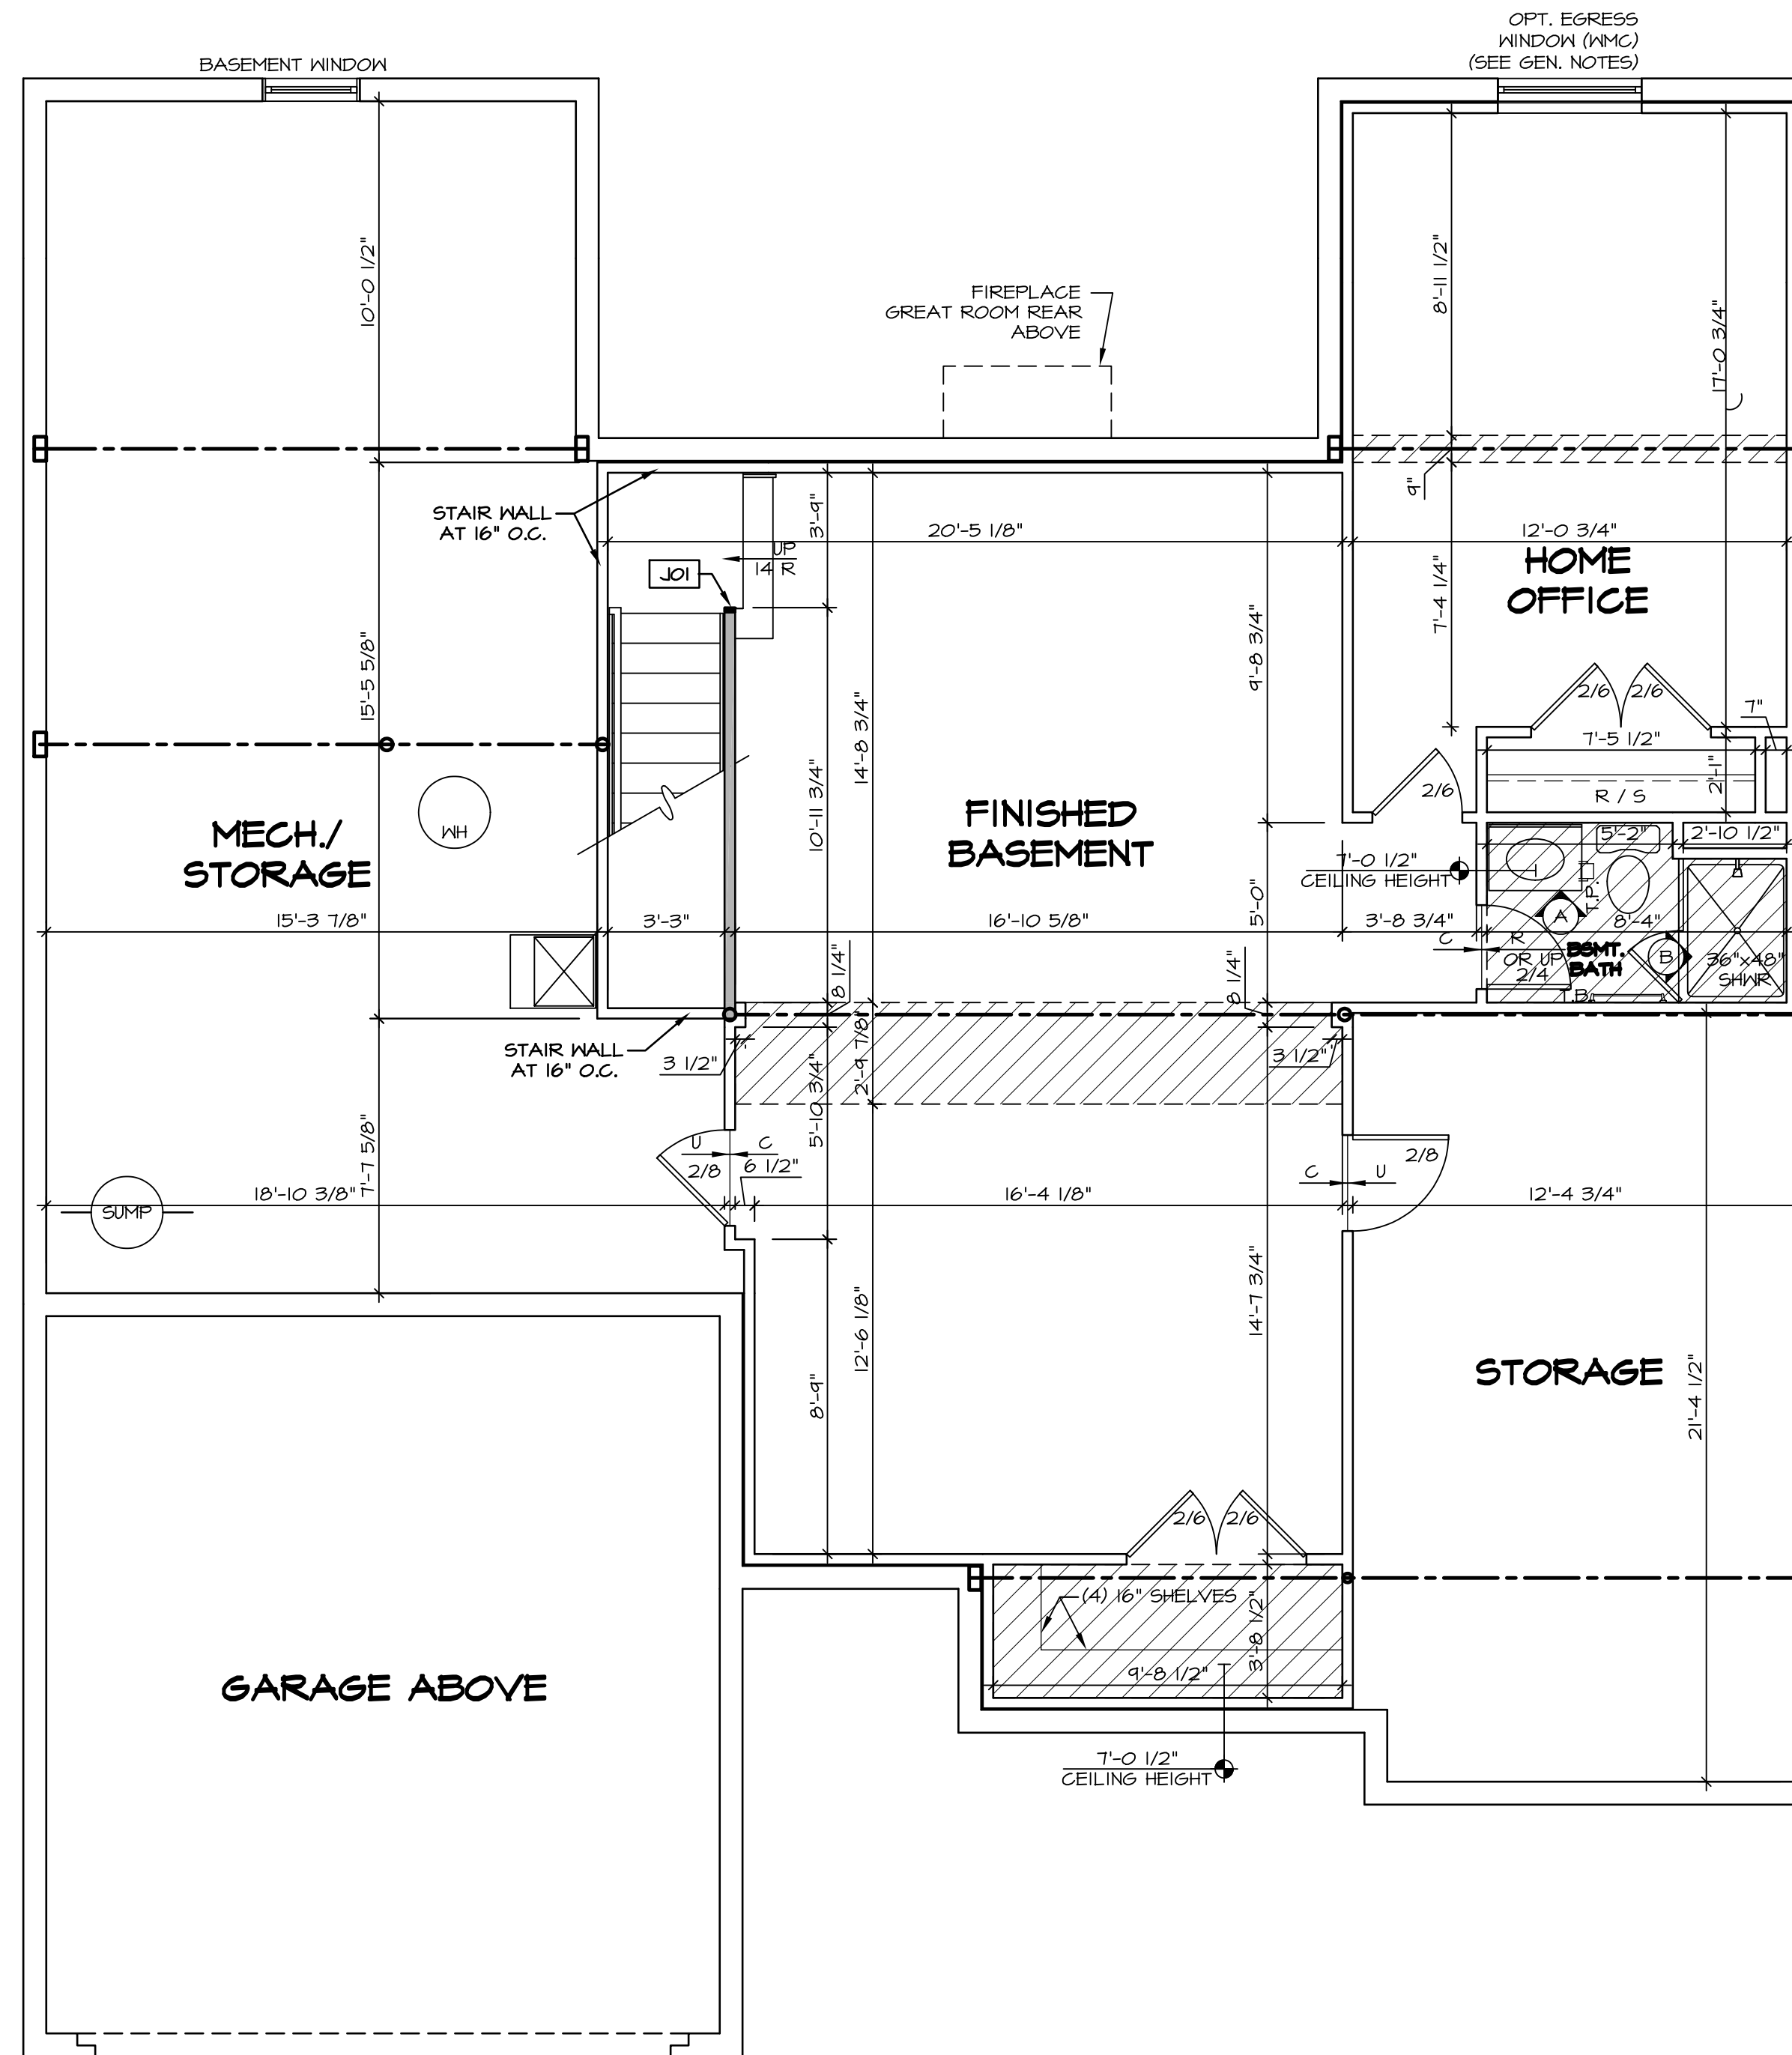 OPT. EGRESS
WINDOW (WMC)
(SEE GEN. NOTES)
BASEMENT WINDOW
10'-0 1/2"
8'-11 1/2"
17'-0 3/4"
FIREPLACE
GREAT ROOM REAR
ABOVE
9"
STAIR WALL
AT 16" O.C.
3'-9"
20'-5 1/8"
12'-0 3/4"
UP
14 R
J01
HOME
OFFICE
7'-4 1/4"
9'-8 3/4"
15'-5 5/8"
14'-8 3/4"
10'-11 3/4"
2/6
2/6
7"
7'-5 1/2"
2'-1"
R / S
2/6
WH
MECH./
STORAGE
FINISHED
BASEMENT
5'-2"
2'-10 1/2"
7'-0 1/2"
CEILING HEIGHT
T.P.
A
8'-4"
15'-3 7/8"
3'-3"
16'-10 5/8"
5'-0"
3'-8 3/4"
C
R
OR UP
2/4
BSMT.
BATH
B
36"x48"
SHWR
T.B.
8 1/4"
8 1/4"
STAIR WALL
AT 16" O.C.
3 1/2"
3 1/2"
2'-9 7/8"
5'-10 3/4"
7'-7 5/8"
U
C
2/8
6 1/2"
2/8
C
U
SUMP
18'-10 3/8"
16'-4 1/8"
12'-4 3/4"
12'-6 1/8"
14'-7 3/4"
8'-9"
STORAGE
21'-4 1/2"
2/6
2/6
(4) 16" SHELVES
3'-8 1/2"
9'-8 1/2"
GARAGE ABOVE
7'-0 1/2"
CEILING HEIGHT